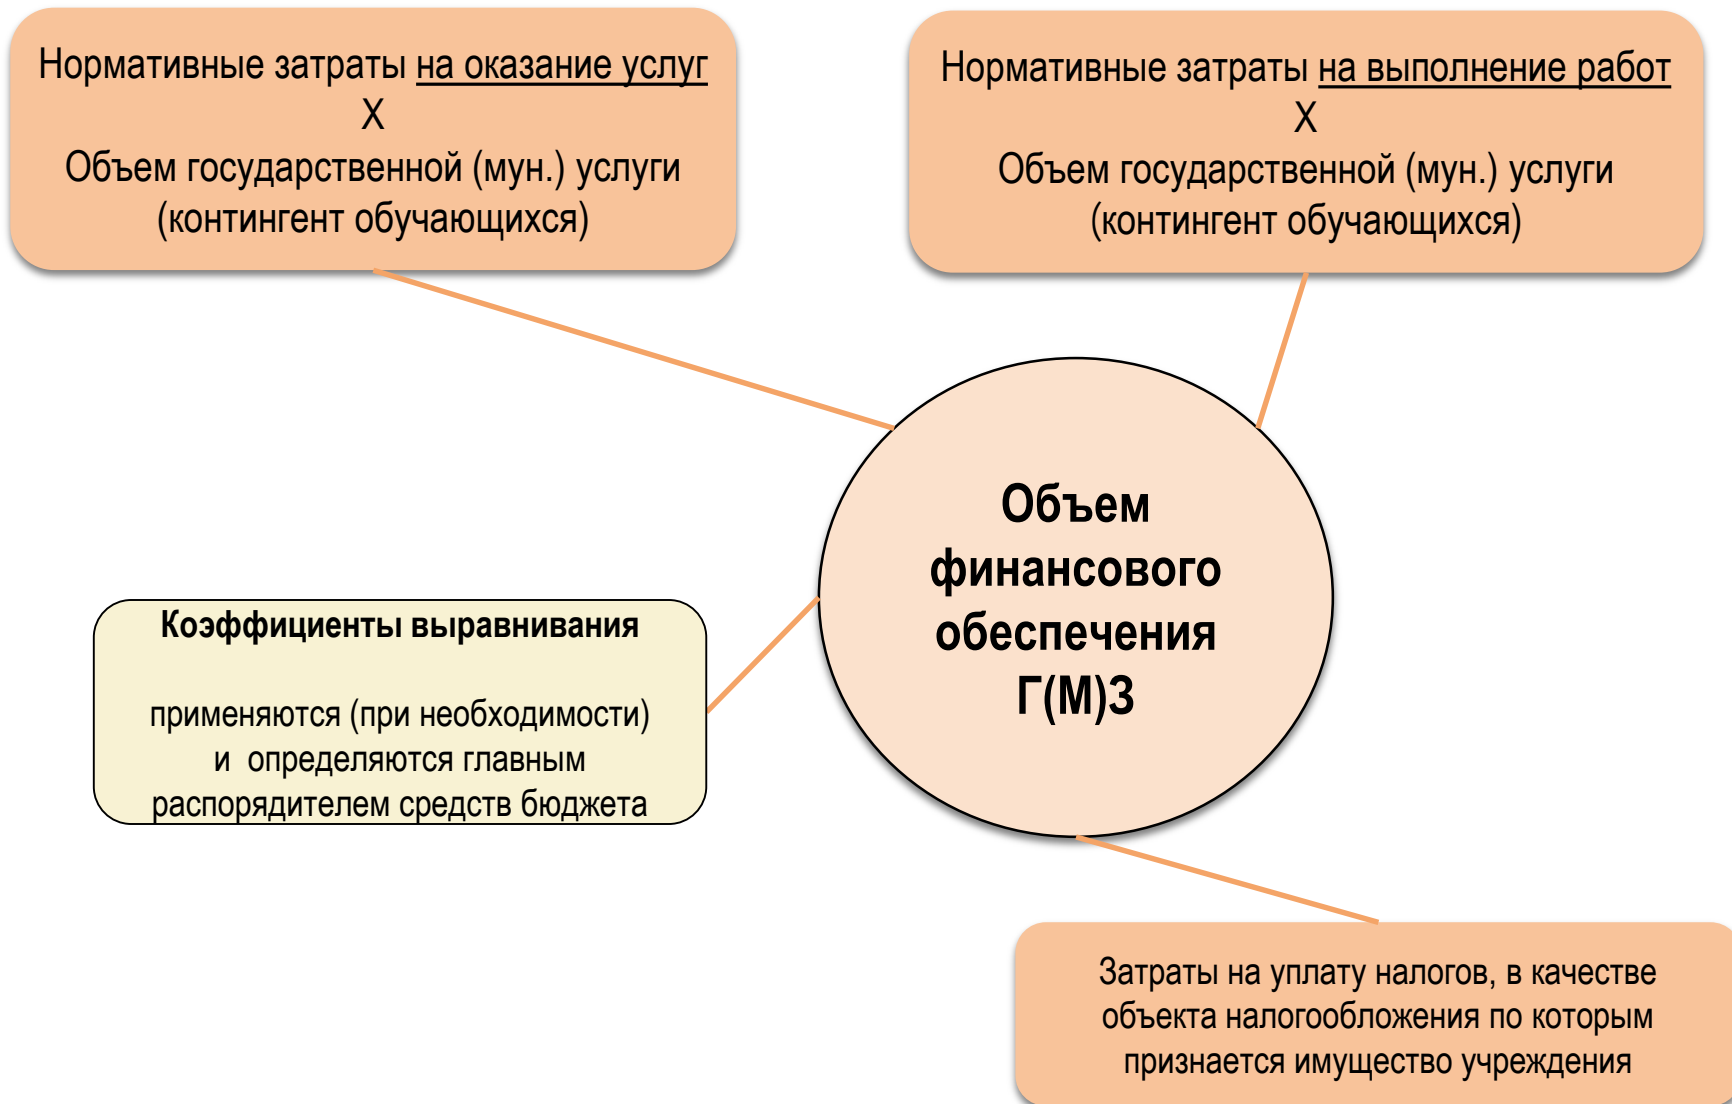 Нормативные затраты на оказание услуг
Х
Объем государственной (мун.) услуги
(контингент обучающихся)
Нормативные затраты на выполнение работ
Х
Объем государственной (мун.) услуги
(контингент обучающихся)
Объем
финансового
обеспечения
Г(М)З
Коэффициенты выравнивания
применяются (при необходимости)
и определяются главным
распорядителем средств бюджета
Затраты на уплату налогов, в качестве
объекта налогообложения по которым
признается имущество учреждения